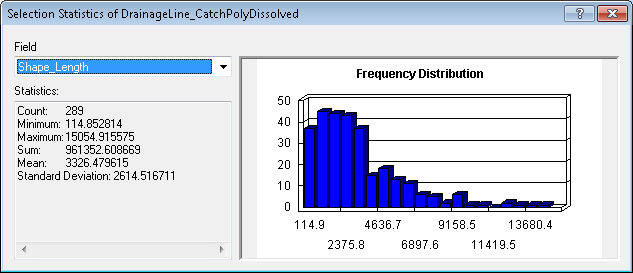 Selection Statistics of DrainageLine_CatchPolyDissolved
Field
Shape_Length
Statistics:
Count: 289
Minimum: 114.852814
Maximum: 15054.915575
Sum: 961352.608669
Mean: 3326.479615
Standard Deviation: 2614.516711
Frequency Distribution
50
40
30
20
10
0
114.9 4636.7 9158.5 13680.4
2375.8 6897.6 11419.5